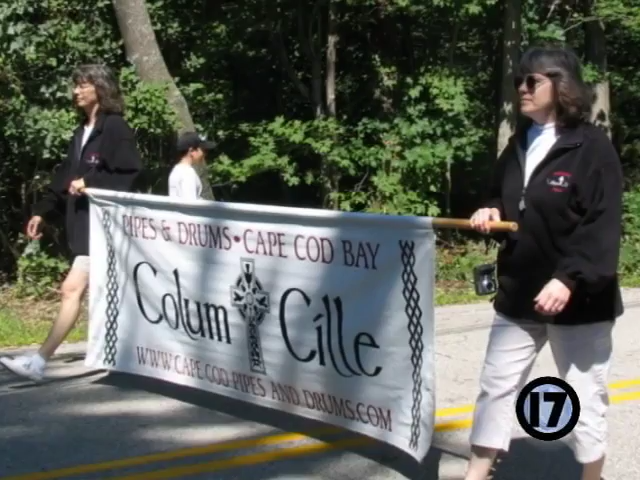 PIPES & DRUMS • CAPE COD BAY
Colum Cille
WWW.CAPE COD PIPES AND DRUMS.COM
17